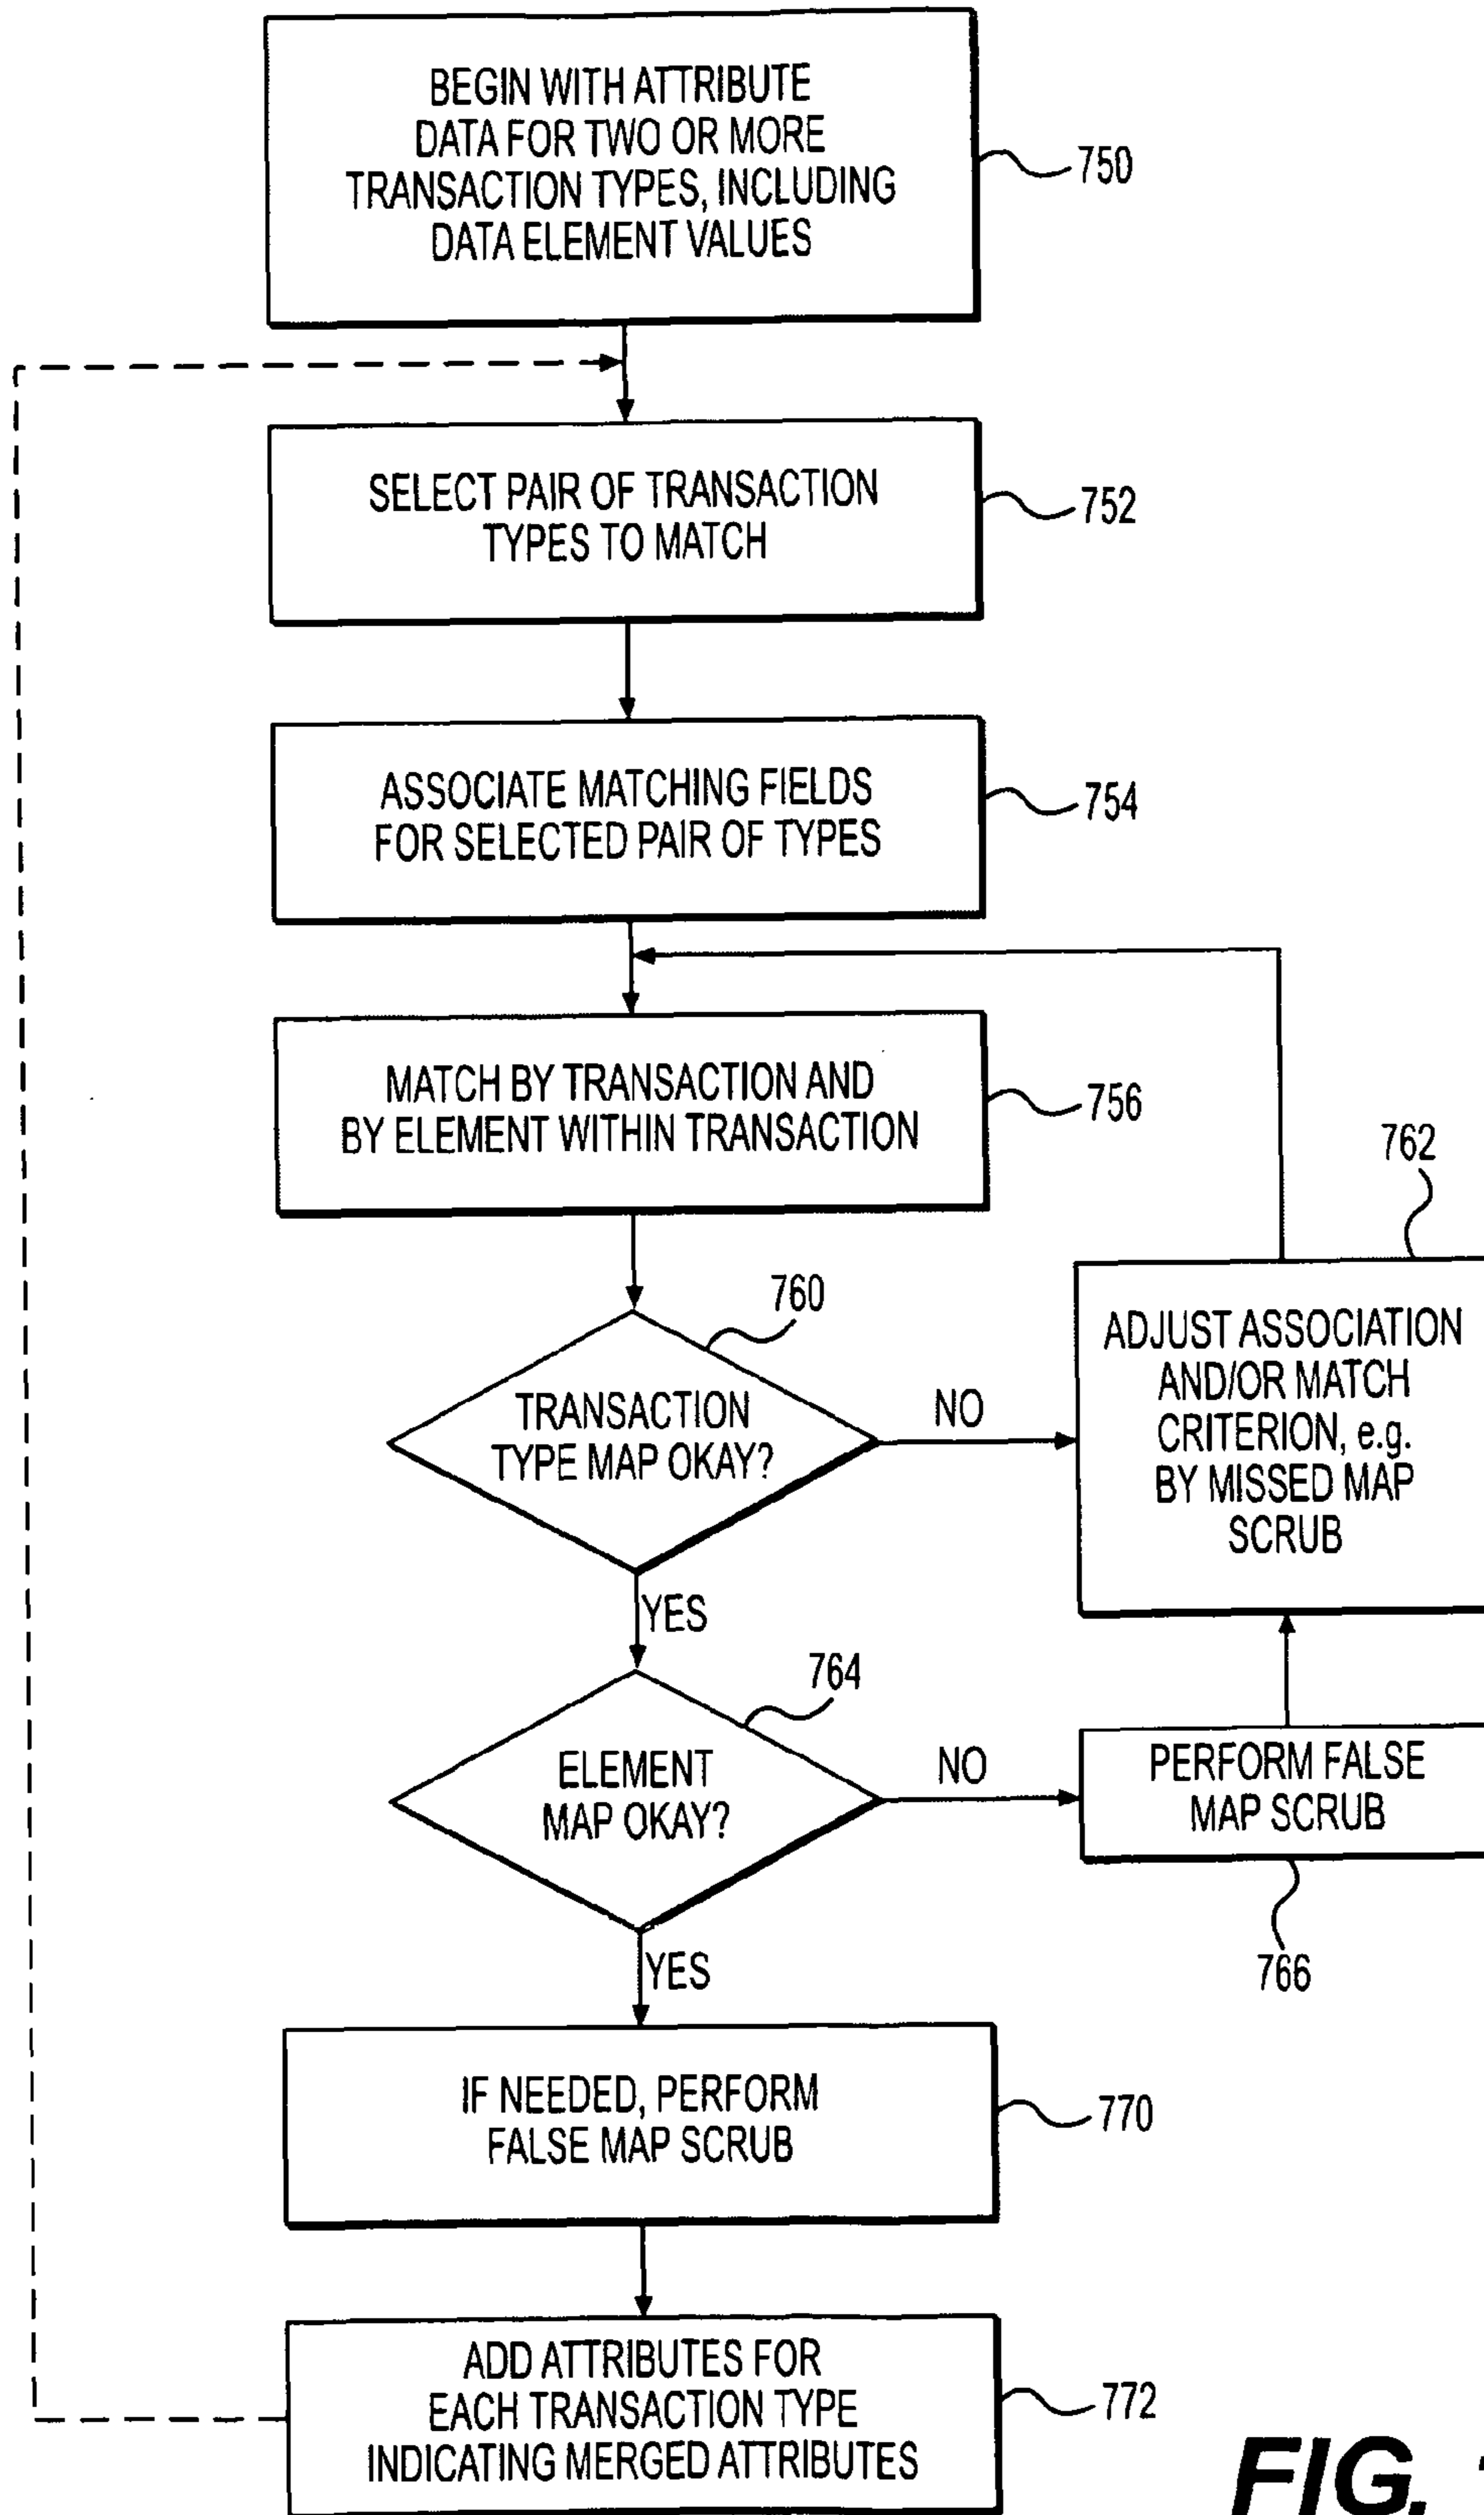 BEGIN WITH ATTRIBUTE
DATA FOR TWO OR MORE
TRANSACTION TYPES, INCLUDING
DATA ELEMENT VALUES
750
SELECT PAIR OF TRANSACTION
TYPES TO MATCH
752
ASSOCIATE MATCHING FIELDS
FOR SELECTED PAIR OF TYPES
754
MATCH BY TRANSACTION AND
BY ELEMENT WITHIN TRANSACTION
756
760
TRANSACTION
TYPE MAP OKAY?
NO
762
ADJUST ASSOCIATION
AND/OR MATCH
CRITERION, e.g.
BY MISSED MAP
SCRUB
YES
764
ELEMENT
MAP OKAY?
NO
PERFORM FALSE
MAP SCRUB
766
YES
IF NEEDED, PERFORM
FALSE MAP SCRUB
770
ADD ATTRIBUTES FOR
EACH TRANSACTION TYPE
INDICATING MERGED ATTRIBUTES
772
FIG.